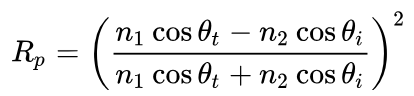 R_p = \left( \frac{n_1 \cos \theta_t - n_2 \cos \theta_i}{n_1 \cos \theta_t + n_2 \cos \theta_i} \right)^2